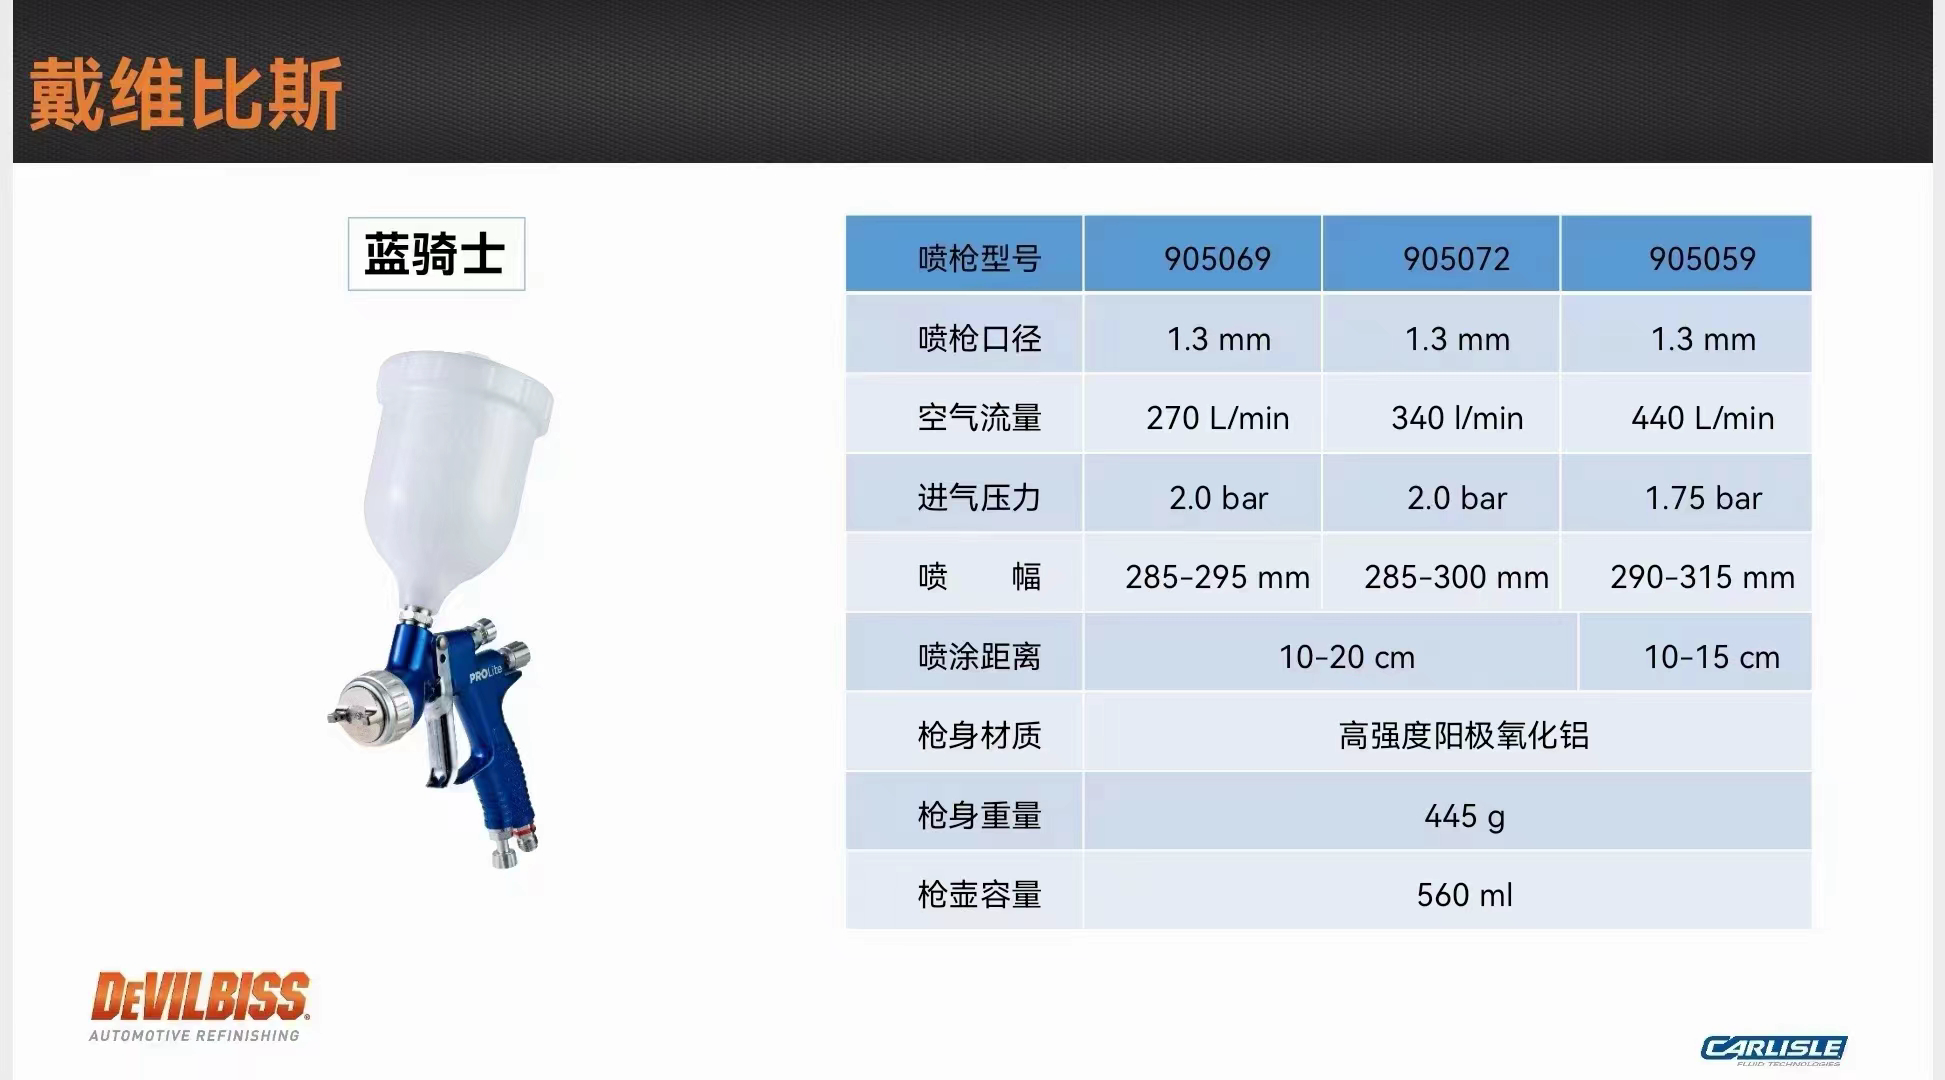 戴维比斯
蓝骑士
PROLite
喷枪型号 905069 905072 905059
喷枪口径 1.3 mm 1.3 mm 1.3 mm
空气流量 270 L/min 340 l/min 440 L/min
进气压力 2.0 bar 2.0 bar 1.75 bar
喷 幅 285-295 mm 285-300 mm 290-315 mm
喷涂距离 10-20 cm 10-15 cm
枪身材质 高强度阳极氧化铝
枪身重量 445 g
枪壶容量 560 ml
DEVILBISS®
AUTOMOTIVE REFINISHING
CARLISLE
FLUID TECHNOLOGIES